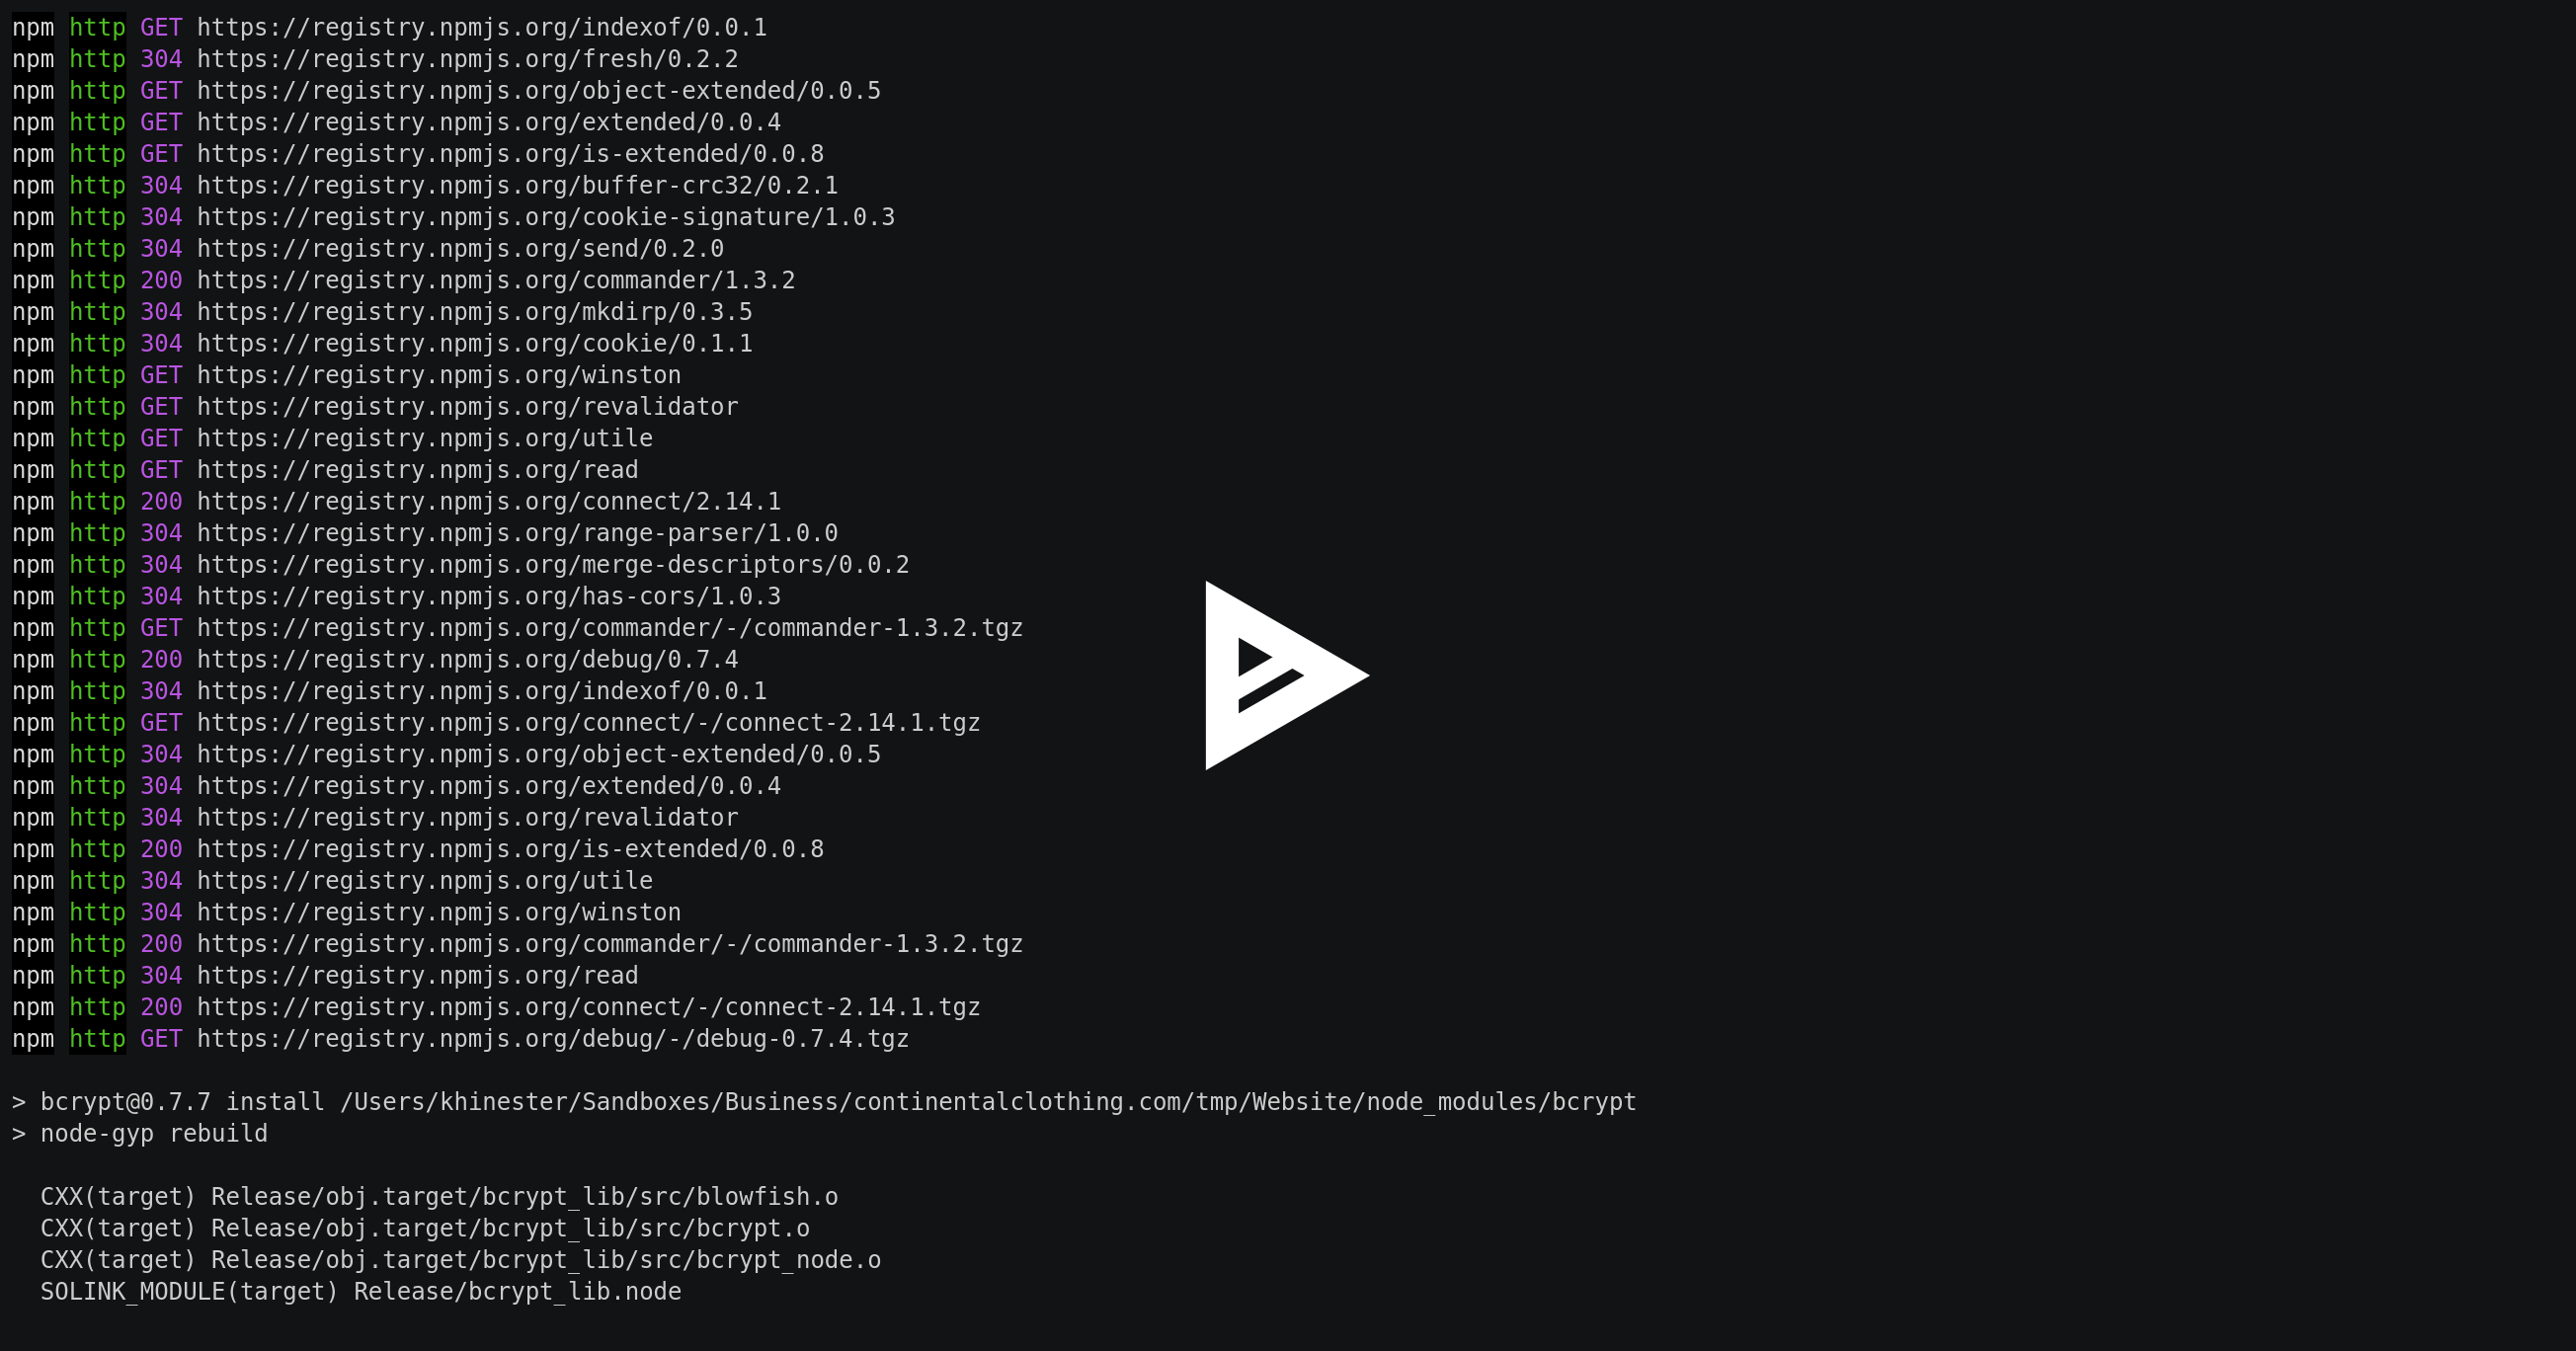 npm http GET https://registry.npmjs.org/indexof/0.0.1
npm http 304 https://registry.npmjs.org/fresh/0.2.2
npm http GET https://registry.npmjs.org/object-extended/0.0.5
npm http GET https://registry.npmjs.org/extended/0.0.4
npm http GET https://registry.npmjs.org/is-extended/0.0.8
npm http 304 https://registry.npmjs.org/buffer-crc32/0.2.1
npm http 304 https://registry.npmjs.org/cookie-signature/1.0.3
npm http 304 https://registry.npmjs.org/send/0.2.0
npm http 200 https://registry.npmjs.org/commander/1.3.2
npm http 304 https://registry.npmjs.org/mkdirp/0.3.5
npm http 304 https://registry.npmjs.org/cookie/0.1.1
npm http GET https://registry.npmjs.org/winston
npm http GET https://registry.npmjs.org/revalidator
npm http GET https://registry.npmjs.org/utile
npm http GET https://registry.npmjs.org/read
npm http 200 https://registry.npmjs.org/connect/2.14.1
npm http 304 https://registry.npmjs.org/range-parser/1.0.0
npm http 304 https://registry.npmjs.org/merge-descriptors/0.0.2
npm http 304 https://registry.npmjs.org/has-cors/1.0.3
npm http GET https://registry.npmjs.org/commander/-/commander-1.3.2.tgz
npm http 200 https://registry.npmjs.org/debug/0.7.4
npm http 304 https://registry.npmjs.org/indexof/0.0.1
npm http GET https://registry.npmjs.org/connect/-/connect-2.14.1.tgz
npm http 304 https://registry.npmjs.org/object-extended/0.0.5
npm http 304 https://registry.npmjs.org/extended/0.0.4
npm http 304 https://registry.npmjs.org/revalidator
npm http 200 https://registry.npmjs.org/is-extended/0.0.8
npm http 304 https://registry.npmjs.org/utile
npm http 304 https://registry.npmjs.org/winston
npm http 200 https://registry.npmjs.org/commander/-/commander-1.3.2.tgz
npm http 304 https://registry.npmjs.org/read
npm http 200 https://registry.npmjs.org/connect/-/connect-2.14.1.tgz
npm http GET https://registry.npmjs.org/debug/-/debug-0.7.4.tgz
> bcrypt@0.7.7 install /Users/khinester/Sandboxes/Business/continentalclothing.com/tmp/Website/node_modules/bcrypt
> node-gyp rebuild
CXX(target) Release/obj.target/bcrypt_lib/src/blowfish.o
CXX(target) Release/obj.target/bcrypt_lib/src/bcrypt.o
CXX(target) Release/obj.target/bcrypt_lib/src/bcrypt_node.o
SOLINK_MODULE(target) Release/bcrypt_lib.node